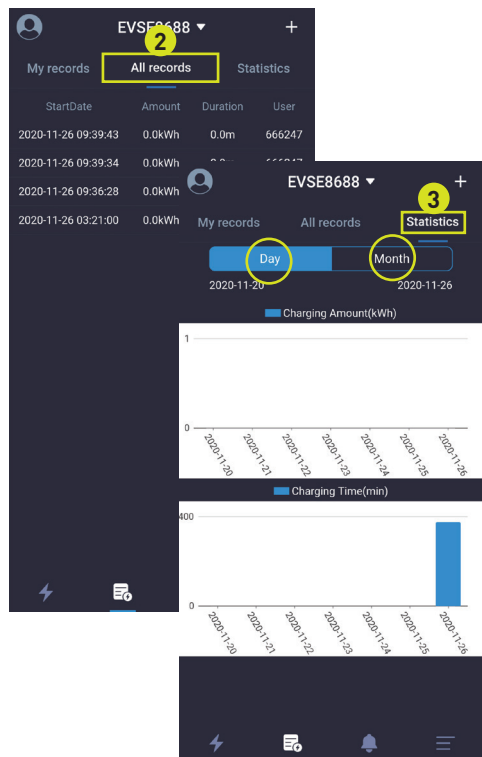 EVSE8688
2
My records All records Statistics
StartDate Amount Duration User
2020-11-26 09:39:43 0.0kWh 0.0m 666247
2020-11-26 09:39:34 0.0kWh
2020-11-26 09:36:28 0.0kWh
2020-11-26 03:21:00 0.0kWh
EVSE8688
3
My records All records Statistics
Day Month
2020-11-20 2020-11-26
Charging Amount(kWh)
1
0
2020-11-20 2020-11-21 2020-11-22 2020-11-23 2020-11-24 2020-11-25 2020-11-26
Charging Time(min)
400
0
2020-11-20 2020-11-21 2020-11-22 2020-11-23 2020-11-24 2020-11-25 2020-11-26